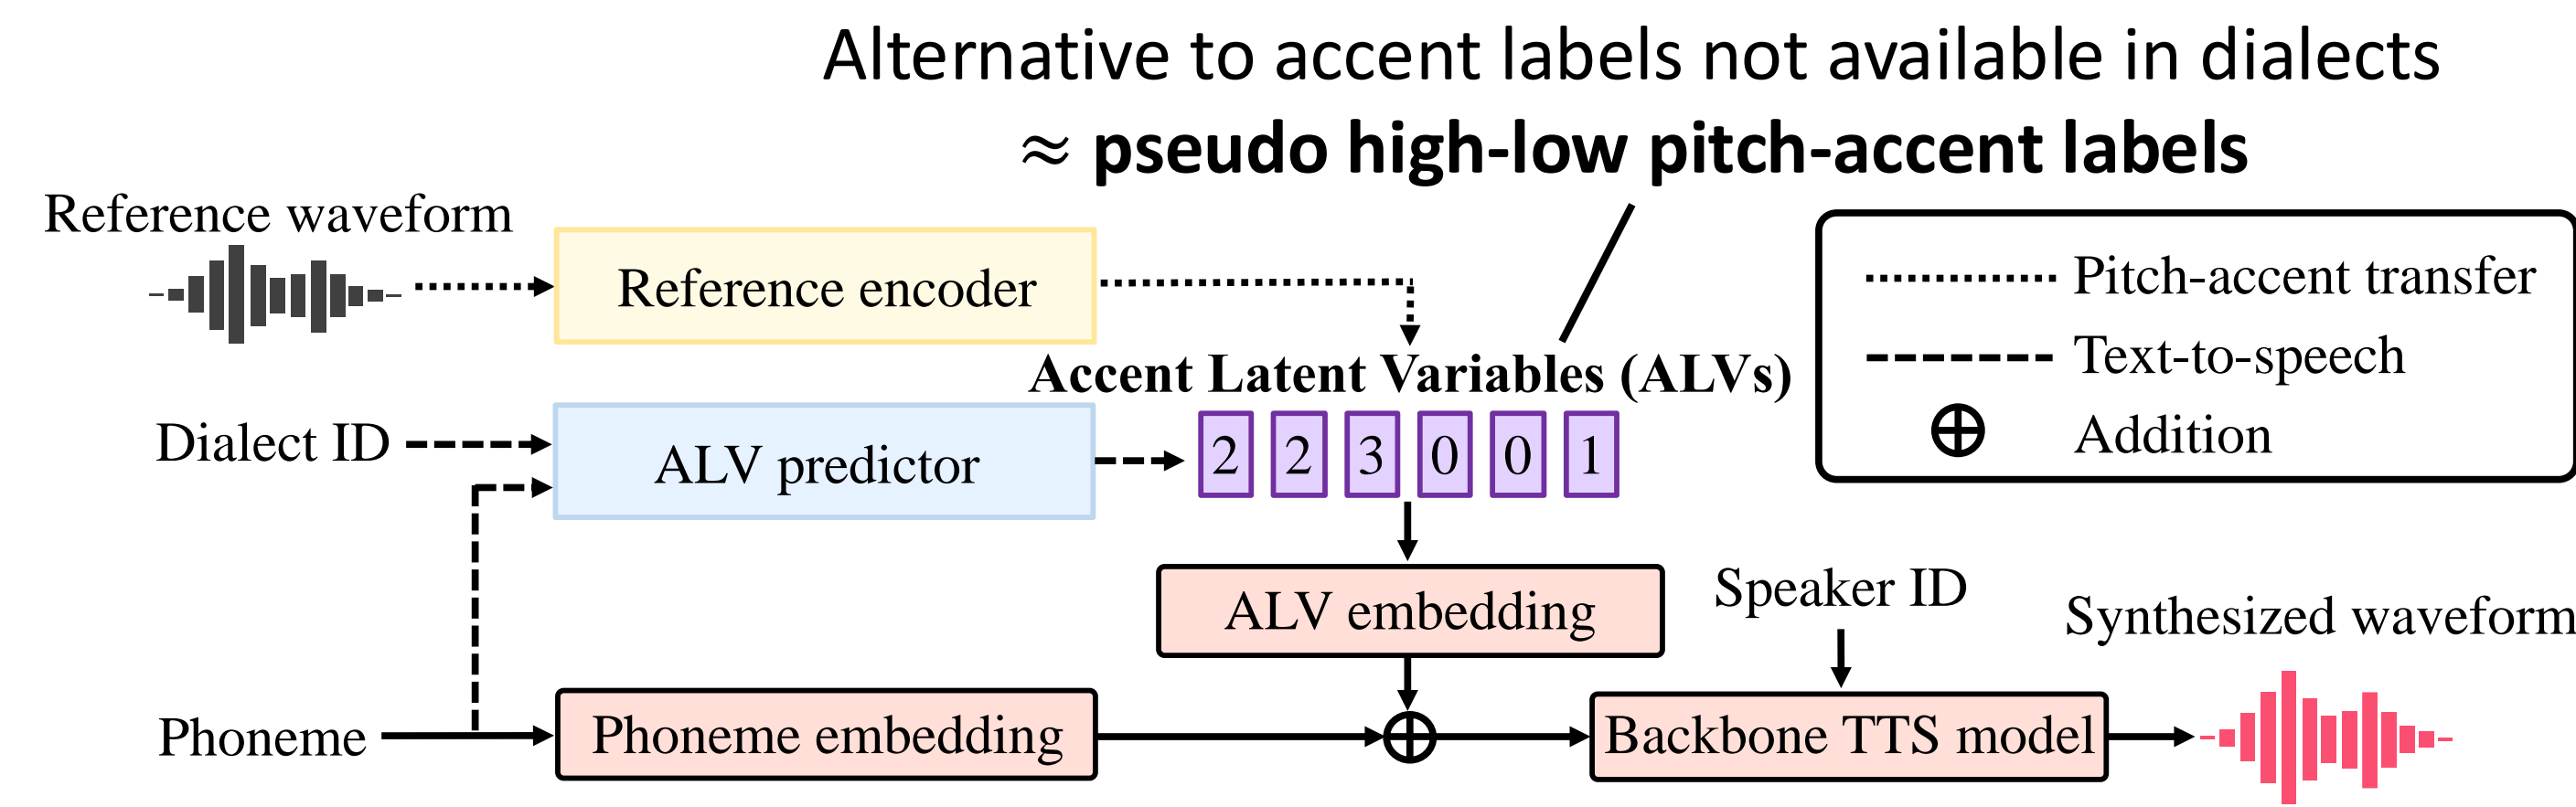 Alternative to accent labels not available in dialects
≈ pseudo high-low pitch-accent labels
Reference waveform
Reference encoder
Pitch-accent transfer
Text-to-speech
Addition
Accent Latent Variables (ALVs)
Dialect ID
ALV predictor
2 2 3 0 0 1
ALV embedding
Speaker ID
Synthesized waveform
Phoneme
Phoneme embedding
Backbone TTS model